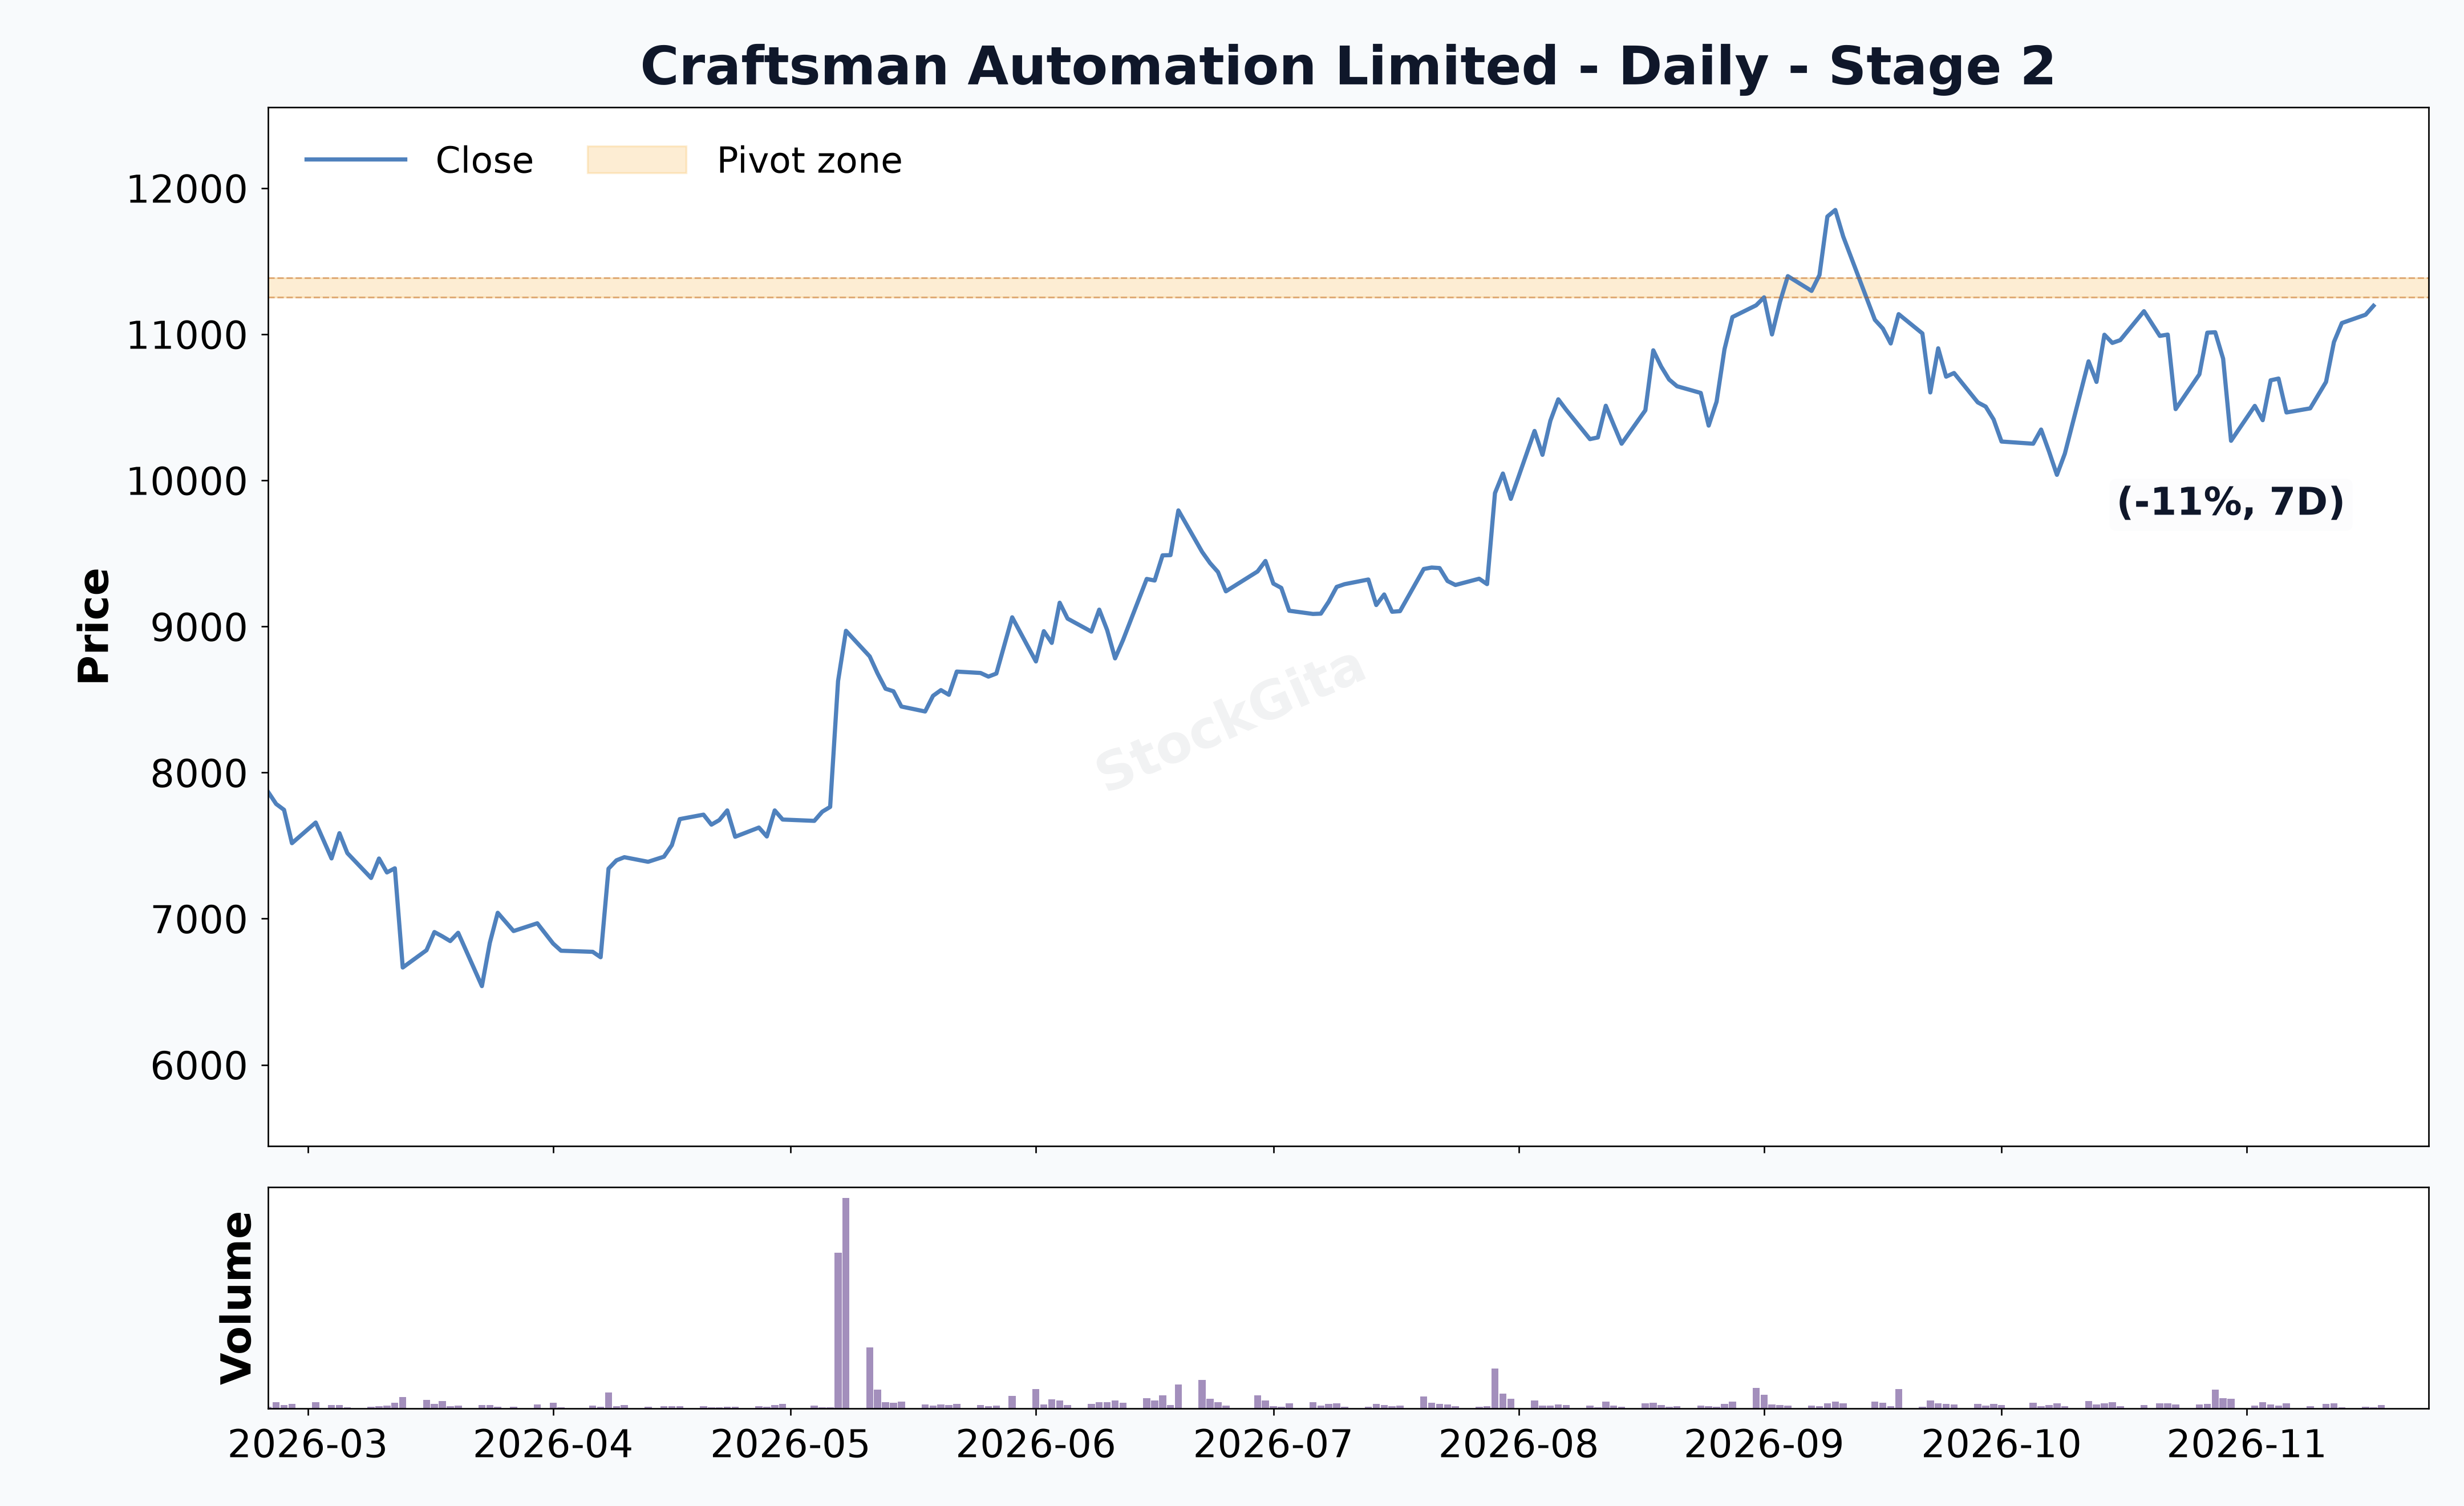 Craftsman Automation Limited - Daily - Stage 2
Close
Pivot zone
12000
11000
10000
9000
8000
7000
6000
Price
(-11%, 7D)
StockGita
Volume
2026-03
2026-04
2026-05
2026-06
2026-07
2026-08
2026-09
2026-10
2026-11